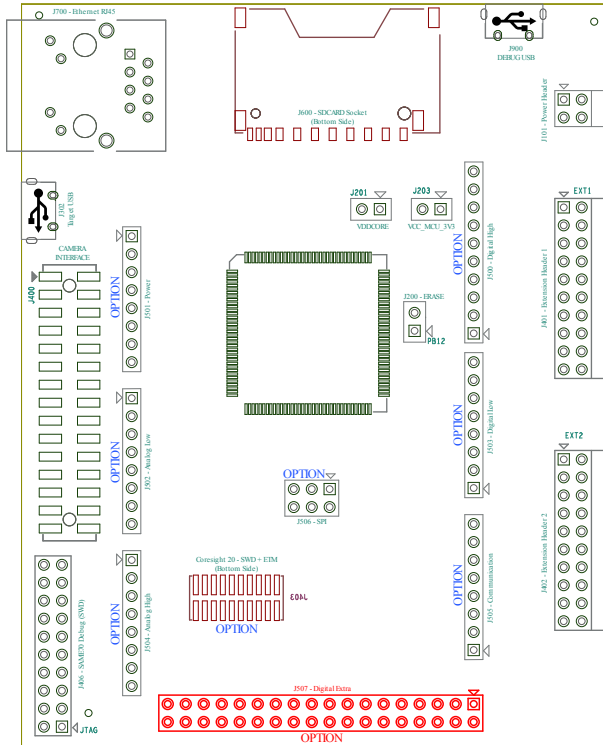 J700 - Ethernet RJ45
J600 - SDCARD Socket
(Bottom Side)
J900
DEBUG USB
J101 - Power Header
J302
Target USB
J201
VDDCORE
J203
VCC_MCU_3V3
OPTION
J500 - Digital High
EXT1
J401 - Extension Header 1
CAMERA
INTERFACE
J400
OPTION
J501 - Power
J200 - ERASE
PB12
OPTION
J502 - Analog Low
OPTION
J503 - Digital Low
EXT2
J402 - Extension Header 2
OPTION
J506 - SPI
Coresight 20 - SWD + ETM
(Bottom Side)
J403
OPTION
OPTION
J504 - Analog High
OPTION
J505 - Communication
J406 - SAME70 Debug (SWD)
JTAG
J507 - Digital Extra
OPTION